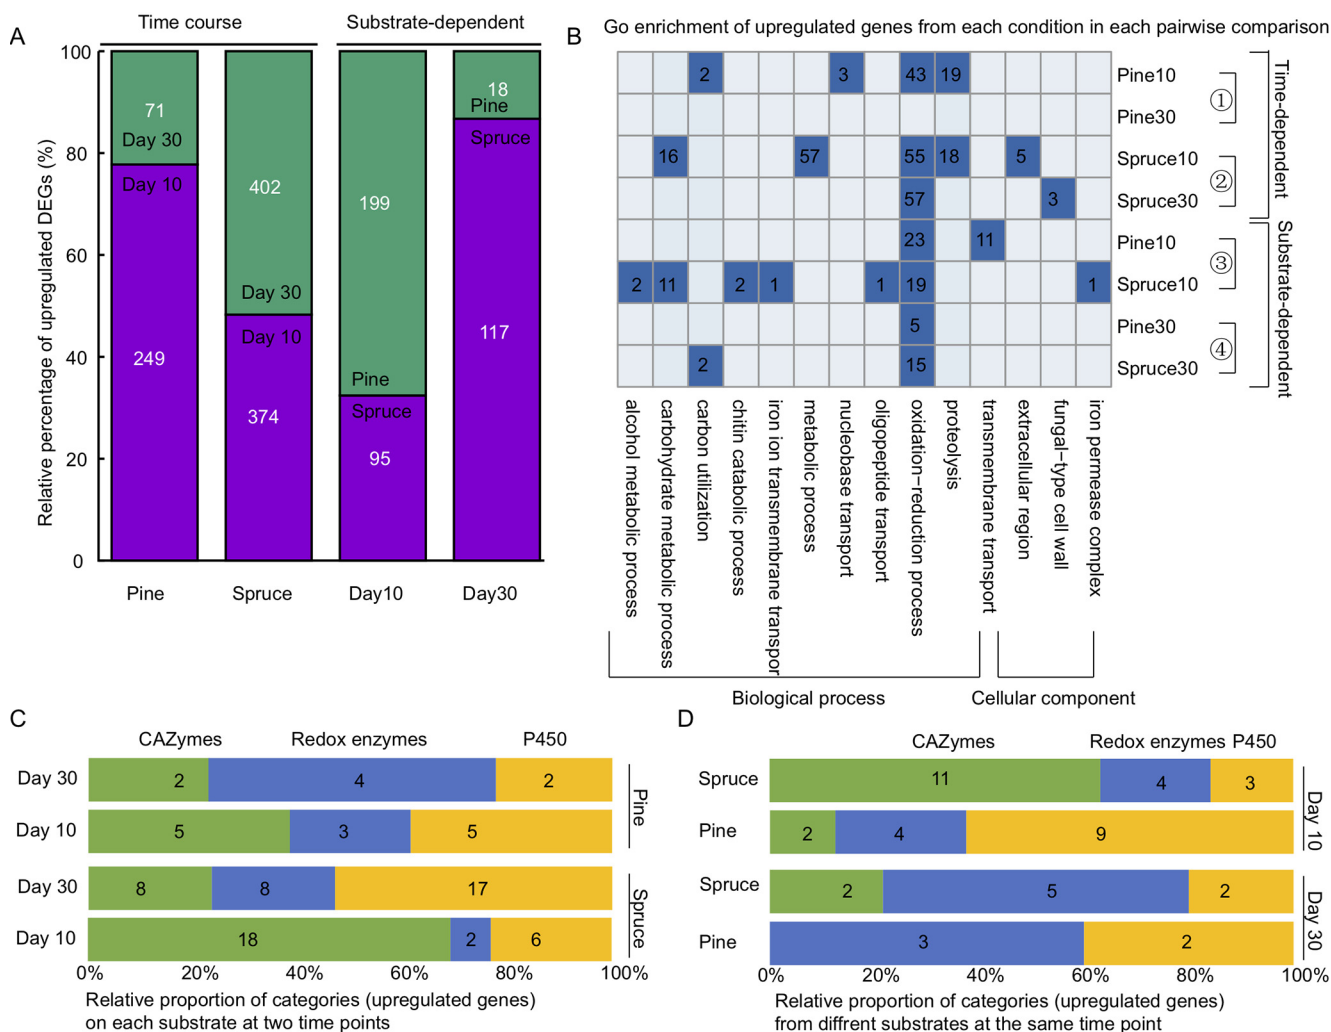 A
Time course
Substrate-dependent
Relative percentage of upregulated DEGs (%)
100
80
60
40
20
0
71
Day 30
Day 10
249
402
Day 30
Day 10
374
199
Pine
Spruce
95
18
Pine
Spruce
117
Pine
Spruce
Day10
Day30
B
Go enrichment of upregulated genes from each condition in each pairwise comparison
2 3 43 19 Pine10
Pine30
①
16 57 55 18 5 Spruce10
57 3 Spruce30
②
Time-dependent
23 11 Pine10
2 11 2 1 1 19 1 Spruce10
③
5 Pine30
2 15 Spruce30
④
Substrate-dependent
alcohol metabolic process
carbohydrate metabolic process
carbon utilization
chitin catabolic process
iron ion transmembrane transpor
metabolic process
nucleobase transport
oligopeptide transport
oxidation−reduction process
proteolysis
transmembrane transport
extracellular region
fungal−type cell wall
iron permease complex
Biological process
Cellular component
C
CAZymes Redox enzymes P450
Day 30 2 4 2
Day 10 5 3 5
Pine
Day 30 8 8 17
Day 10 18 2 6
Spruce
0% 20% 40% 60% 80% 100%
Relative proportion of categories (upregulated genes)
on each substrate at two time points
D
CAZymes Redox enzymes P450
Spruce 11 4 3
Pine 2 4 9
Day 10
Spruce 2 5 2
Pine 3 2
Day 30
0% 20% 40% 60% 80% 100%
Relative proportion of categories (upregulated genes)
from diffrent substrates at the same time point